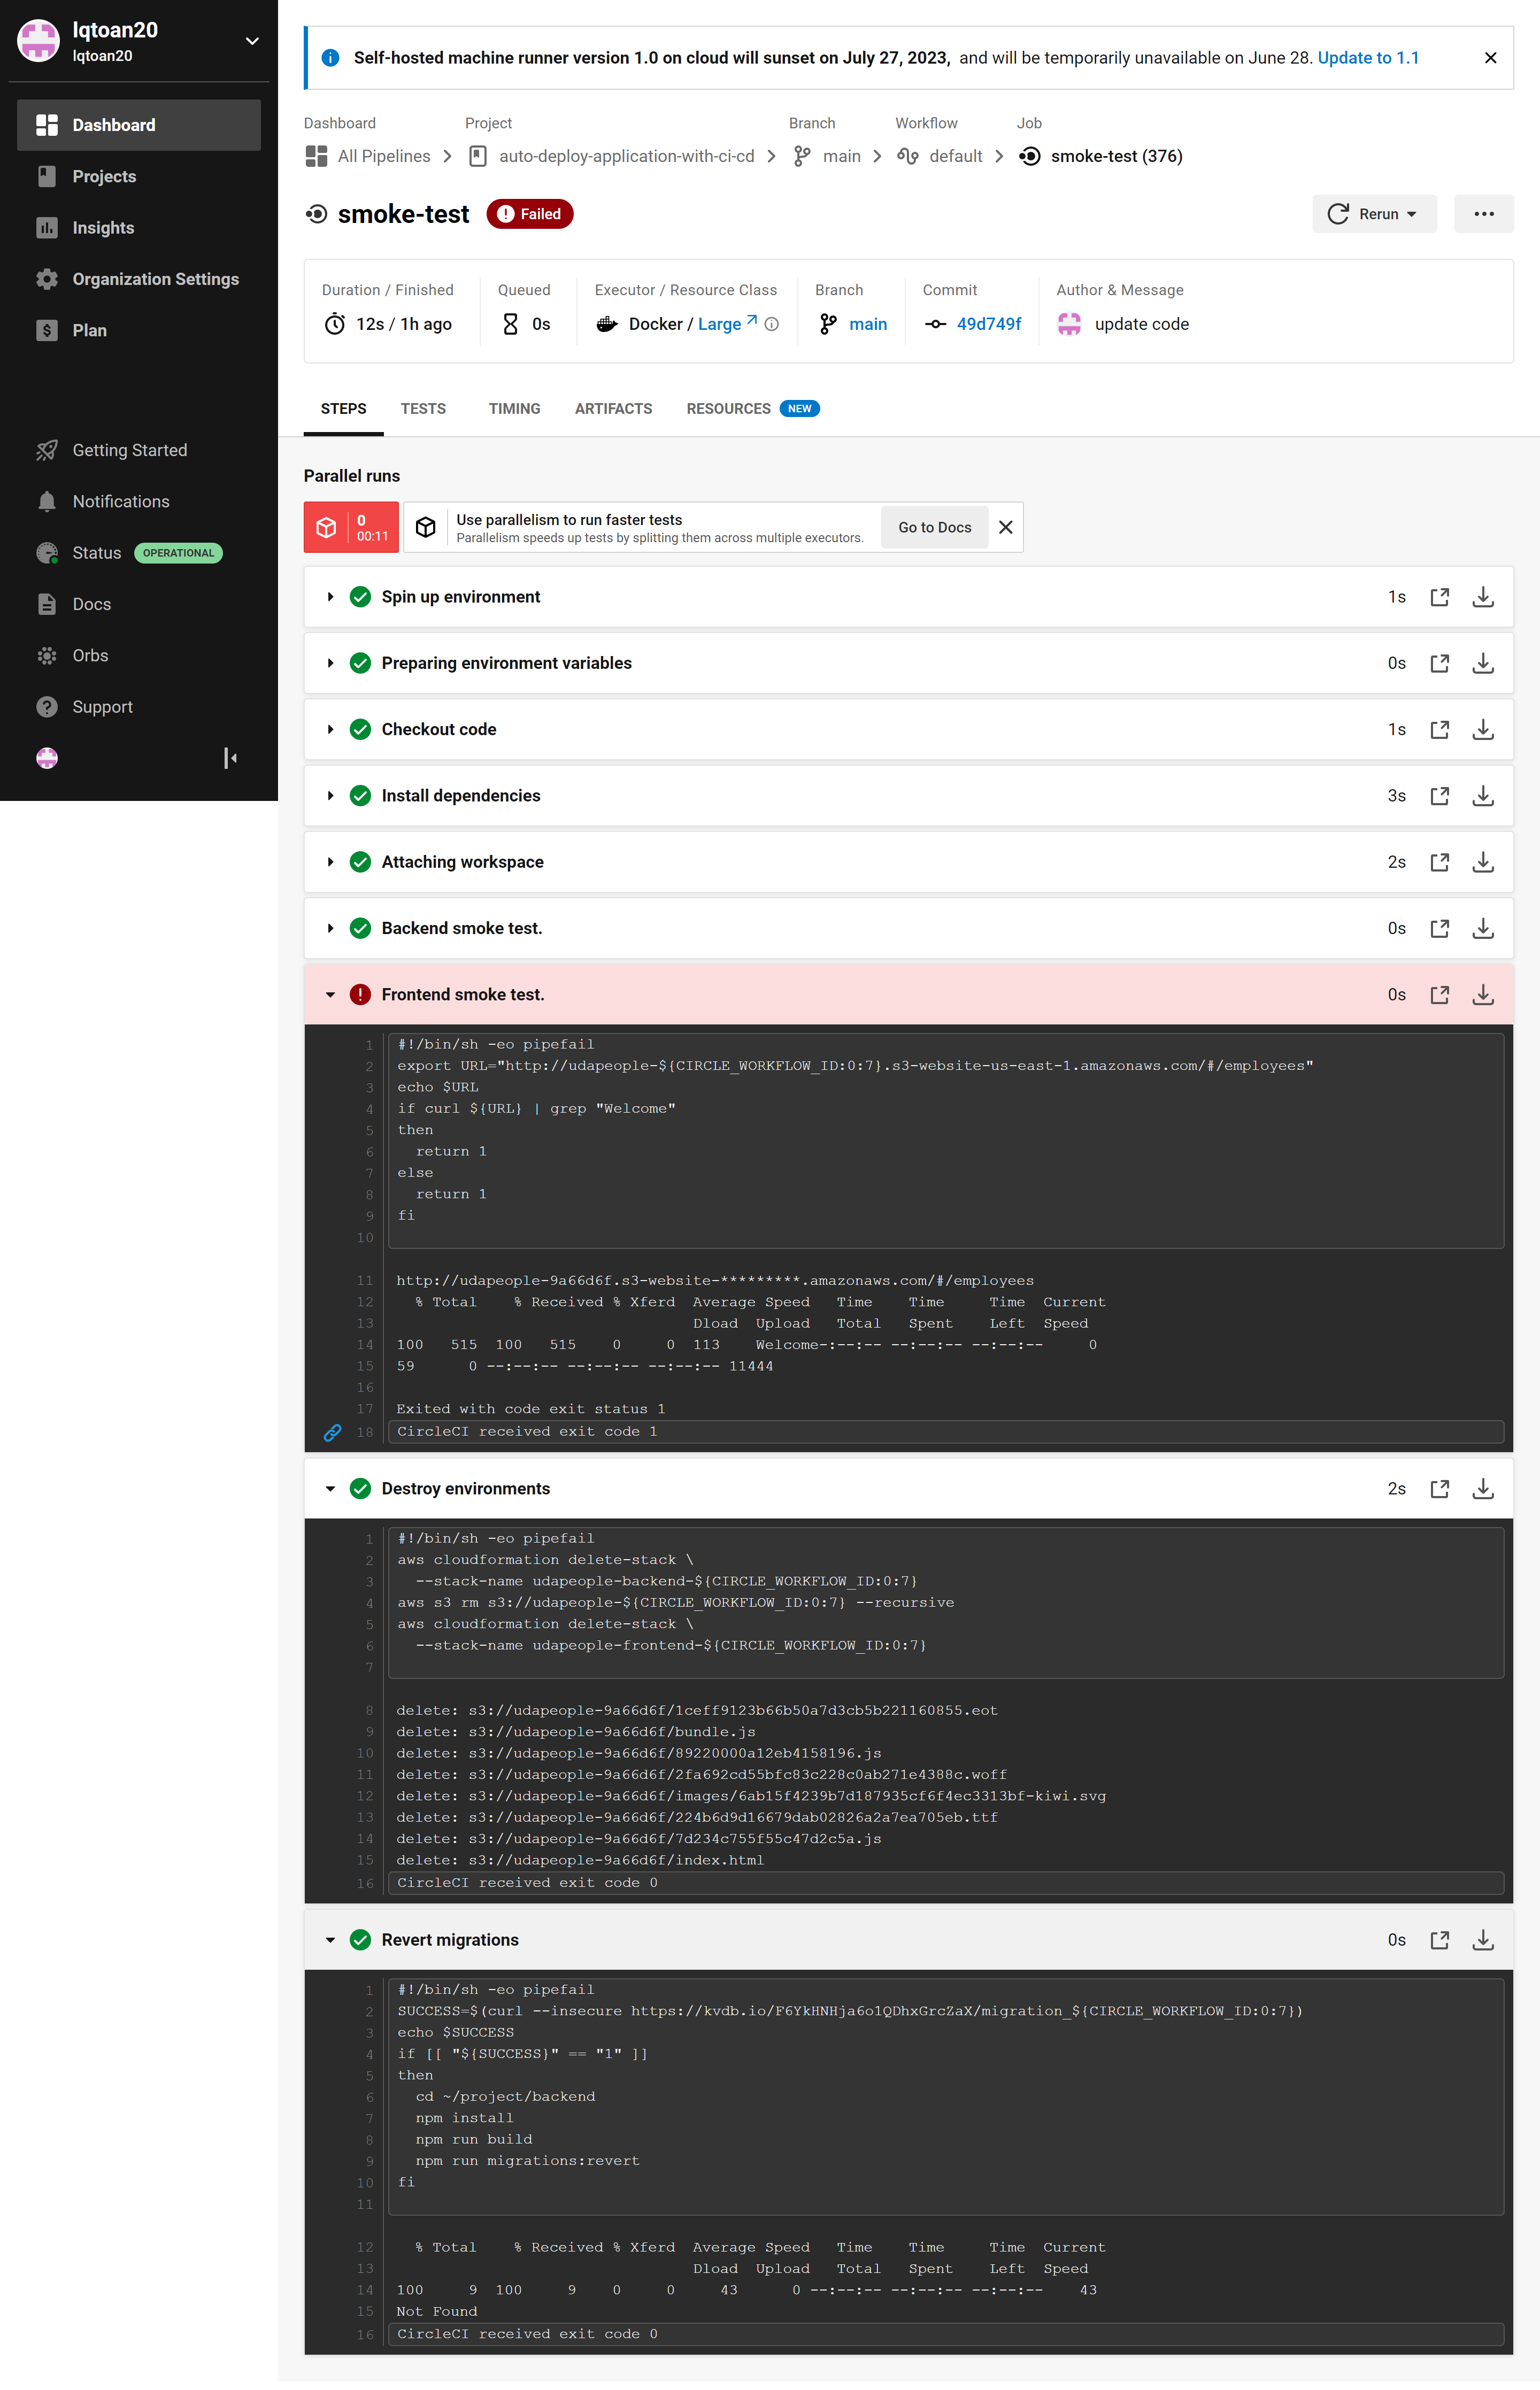 lqtoan20
lqtoan20
Dashboard
Projects
Insights
Organization Settings
Plan
Getting Started
Notifications
Status OPERATIONAL
Docs
Orbs
Support
Self-hosted machine runner version 1.0 on cloud will sunset on July 27, 2023, and will be temporarily unavailable on June 28. Update to 1.1
Dashboard Project Branch Workflow Job
All Pipelines auto-deploy-application-with-ci-cd main default smoke-test (376)
smoke-test Failed Rerun
Duration / Finished Queued Executor / Resource Class Branch Commit Author & Message
12s / 1h ago 0s Docker / Large main 49d749f update code
STEPS TESTS TIMING ARTIFACTS RESOURCES NEW
Parallel runs
0
00:11
Use parallelism to run faster tests
Parallelism speeds up tests by splitting them across multiple executors.
Go to Docs
Spin up environment 1s
Preparing environment variables 0s
Checkout code 1s
Install dependencies 3s
Attaching workspace 2s
Backend smoke test. 0s
Frontend smoke test. 0s
1 #!/bin/sh -eo pipefail
2 export URL="http://udapeople-${CIRCLE_WORKFLOW_ID:0:7}.s3-website-us-east-1.amazonaws.com/#/employees"
3 echo $URL
4 if curl ${URL} | grep "Welcome"
5 then
6 return 1
7 else
8 return 1
9 fi
10
11 http://udapeople-9a66d6f.s3-website-*********.amazonaws.com/#/employees
12 % Total % Received % Xferd Average Speed Time Time Time Current
13 Dload Upload Total Spent Left Speed
14 100 515 100 515 0 0 113 Welcome-:--:-- --:--:-- --:--:-- 0
15 59 0 --:--:-- --:--:-- --:--:-- 11444
16
17 Exited with code exit status 1
18 CircleCI received exit code 1
Destroy environments 2s
1 #!/bin/sh -eo pipefail
2 aws cloudformation delete-stack \
3 --stack-name udapeople-backend-${CIRCLE_WORKFLOW_ID:0:7}
4 aws s3 rm s3://udapeople-${CIRCLE_WORKFLOW_ID:0:7} --recursive
5 aws cloudformation delete-stack \
6 --stack-name udapeople-frontend-${CIRCLE_WORKFLOW_ID:0:7}
7
8 delete: s3://udapeople-9a66d6f/1ceff9123b66b50a7d3cb5b221160855.eot
9 delete: s3://udapeople-9a66d6f/bundle.js
10 delete: s3://udapeople-9a66d6f/89220000a12eb4158196.js
11 delete: s3://udapeople-9a66d6f/2fa692cd55bfc83c228c0ab271e4388c.woff
12 delete: s3://udapeople-9a66d6f/images/6ab15f4239b7d187935cf6f4ec3313bf-kiwi.svg
13 delete: s3://udapeople-9a66d6f/224b6d9d16679dab02826a2a7ea705eb.ttf
14 delete: s3://udapeople-9a66d6f/7d234c755f55c47d2c5a.js
15 delete: s3://udapeople-9a66d6f/index.html
16 CircleCI received exit code 0
Revert migrations 0s
1 #!/bin/sh -eo pipefail
2 SUCCESS=$(curl --insecure https://kvdb.io/F6YkHNHja6o1QDhxGrcZaX/migration_${CIRCLE_WORKFLOW_ID:0:7})
3 echo $SUCCESS
4 if [[ "${SUCCESS}" == "1" ]]
5 then
6 cd ~/project/backend
7 npm install
8 npm run build
9 npm run migrations:revert
10 fi
11
12 % Total % Received % Xferd Average Speed Time Time Time Current
13 Dload Upload Total Spent Left Speed
14 100 9 100 9 0 0 43 0 --:--:-- --:--:-- --:--:-- 43
15 Not Found
16 CircleCI received exit code 0